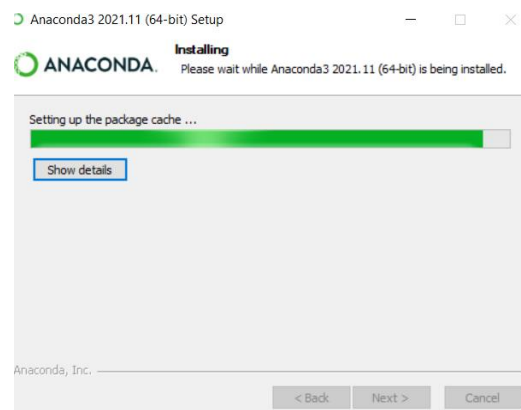 Anaconda3 2021.11 (64-bit) Setup
ANACONDA.
Installing
Please wait while Anaconda3 2021.11 (64-bit) is being installed.
Setting up the package cache ...
Show details
Anaconda, Inc.
< Back
Next >
Cancel